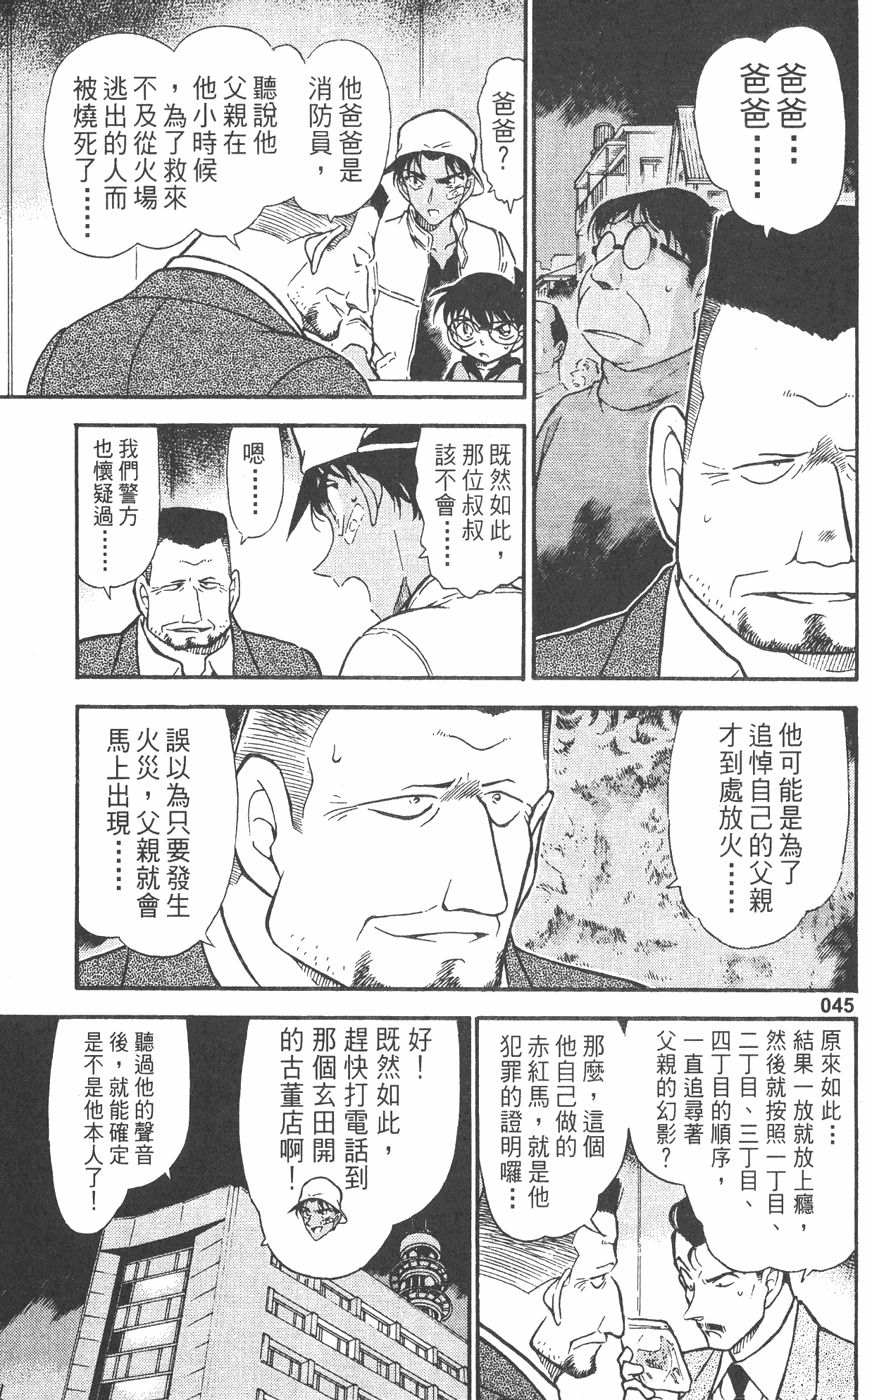 爸爸…
爸爸……
爸爸?
他爸爸是
消防員，
聽說他
父親在
他小時候
，為了救來
不及從火場
逃出的人而
被燒死了……
既然如此，
那位叔叔
該不會……
嗯……
我們警方
也懷疑過……
他可能是為了
追悼自己的父親
才到處放火……
誤以為只要發生
火災，父親就會
馬上出現……
045
原來如此…
結果一放就放上癮，
然後就按照一丁目、
二丁目、三丁目、
四丁目的順序，
一直追尋著
父親的幻影?
那麼，這個
他自己做的
赤紅馬，就是他
犯罪的證明囉…
好！
既然如此，
趕快打電話到
那個玄田開
的古董店啊！
聽過他的聲音
後，就能確定
是不是他本人了！